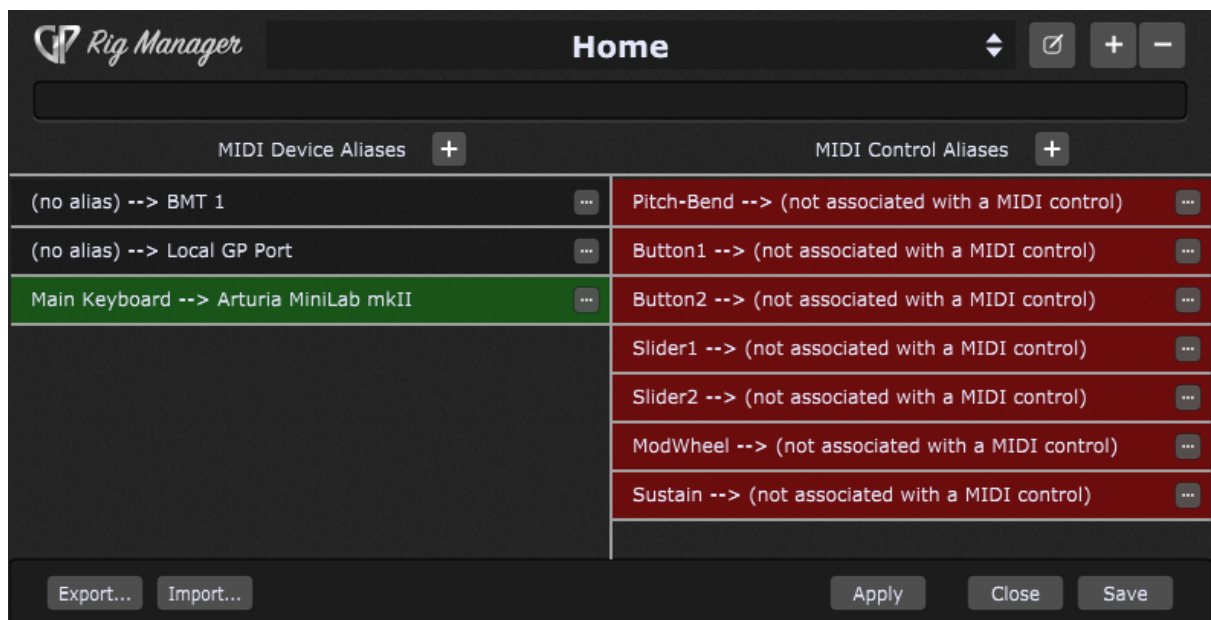 GP Rig Manager
Home
+ −
MIDI Device Aliases +
MIDI Control Aliases +
(no alias) --> BMT 1 ...
(no alias) --> Local GP Port ...
Main Keyboard --> Arturia MiniLab mkII ...
Pitch-Bend --> (not associated with a MIDI control) ...
Button1 --> (not associated with a MIDI control) ...
Button2 --> (not associated with a MIDI control) ...
Slider1 --> (not associated with a MIDI control) ...
Slider2 --> (not associated with a MIDI control) ...
ModWheel --> (not associated with a MIDI control) ...
Sustain --> (not associated with a MIDI control) ...
Export... Import... Apply Close Save